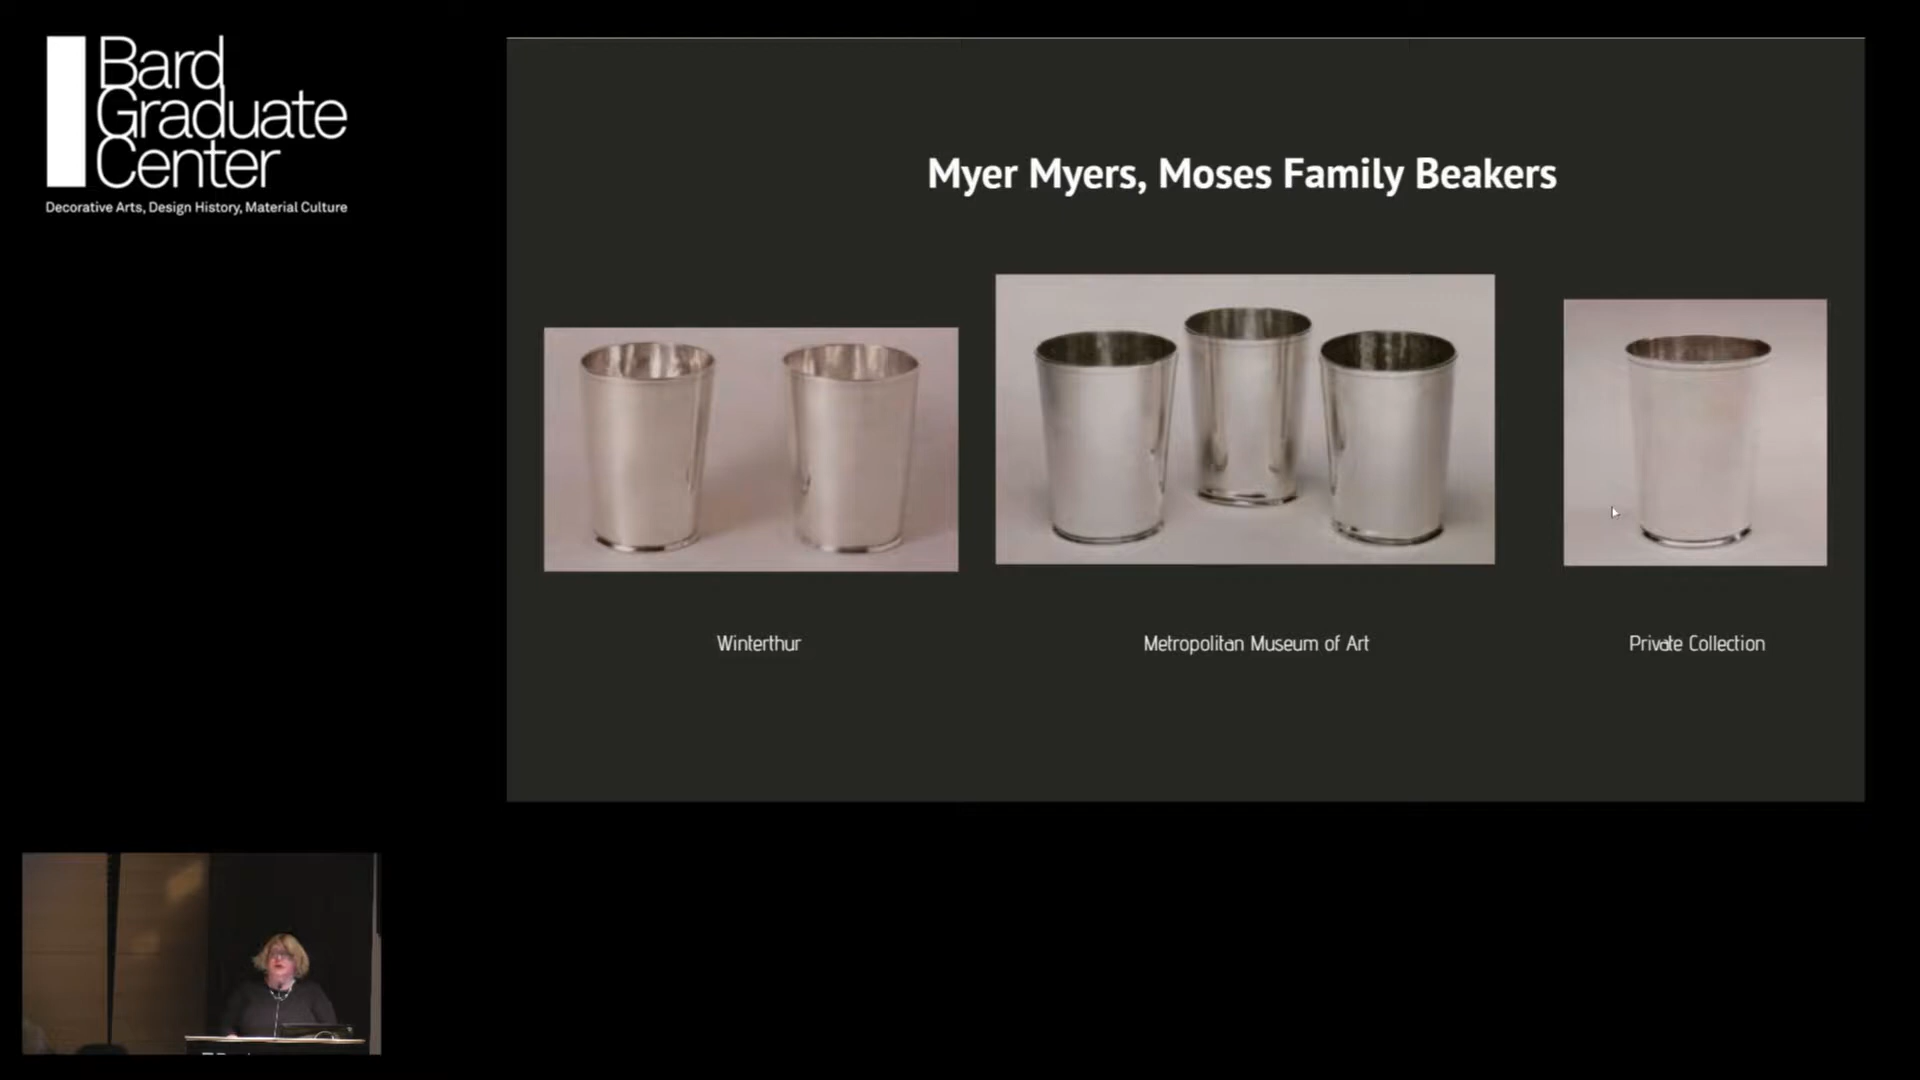 Bard
Graduate
Center
Decorative Arts, Design History, Material Culture
Myer Myers, Moses Family Beakers
Winterthur
Metropolitan Museum of Art
Private Collection